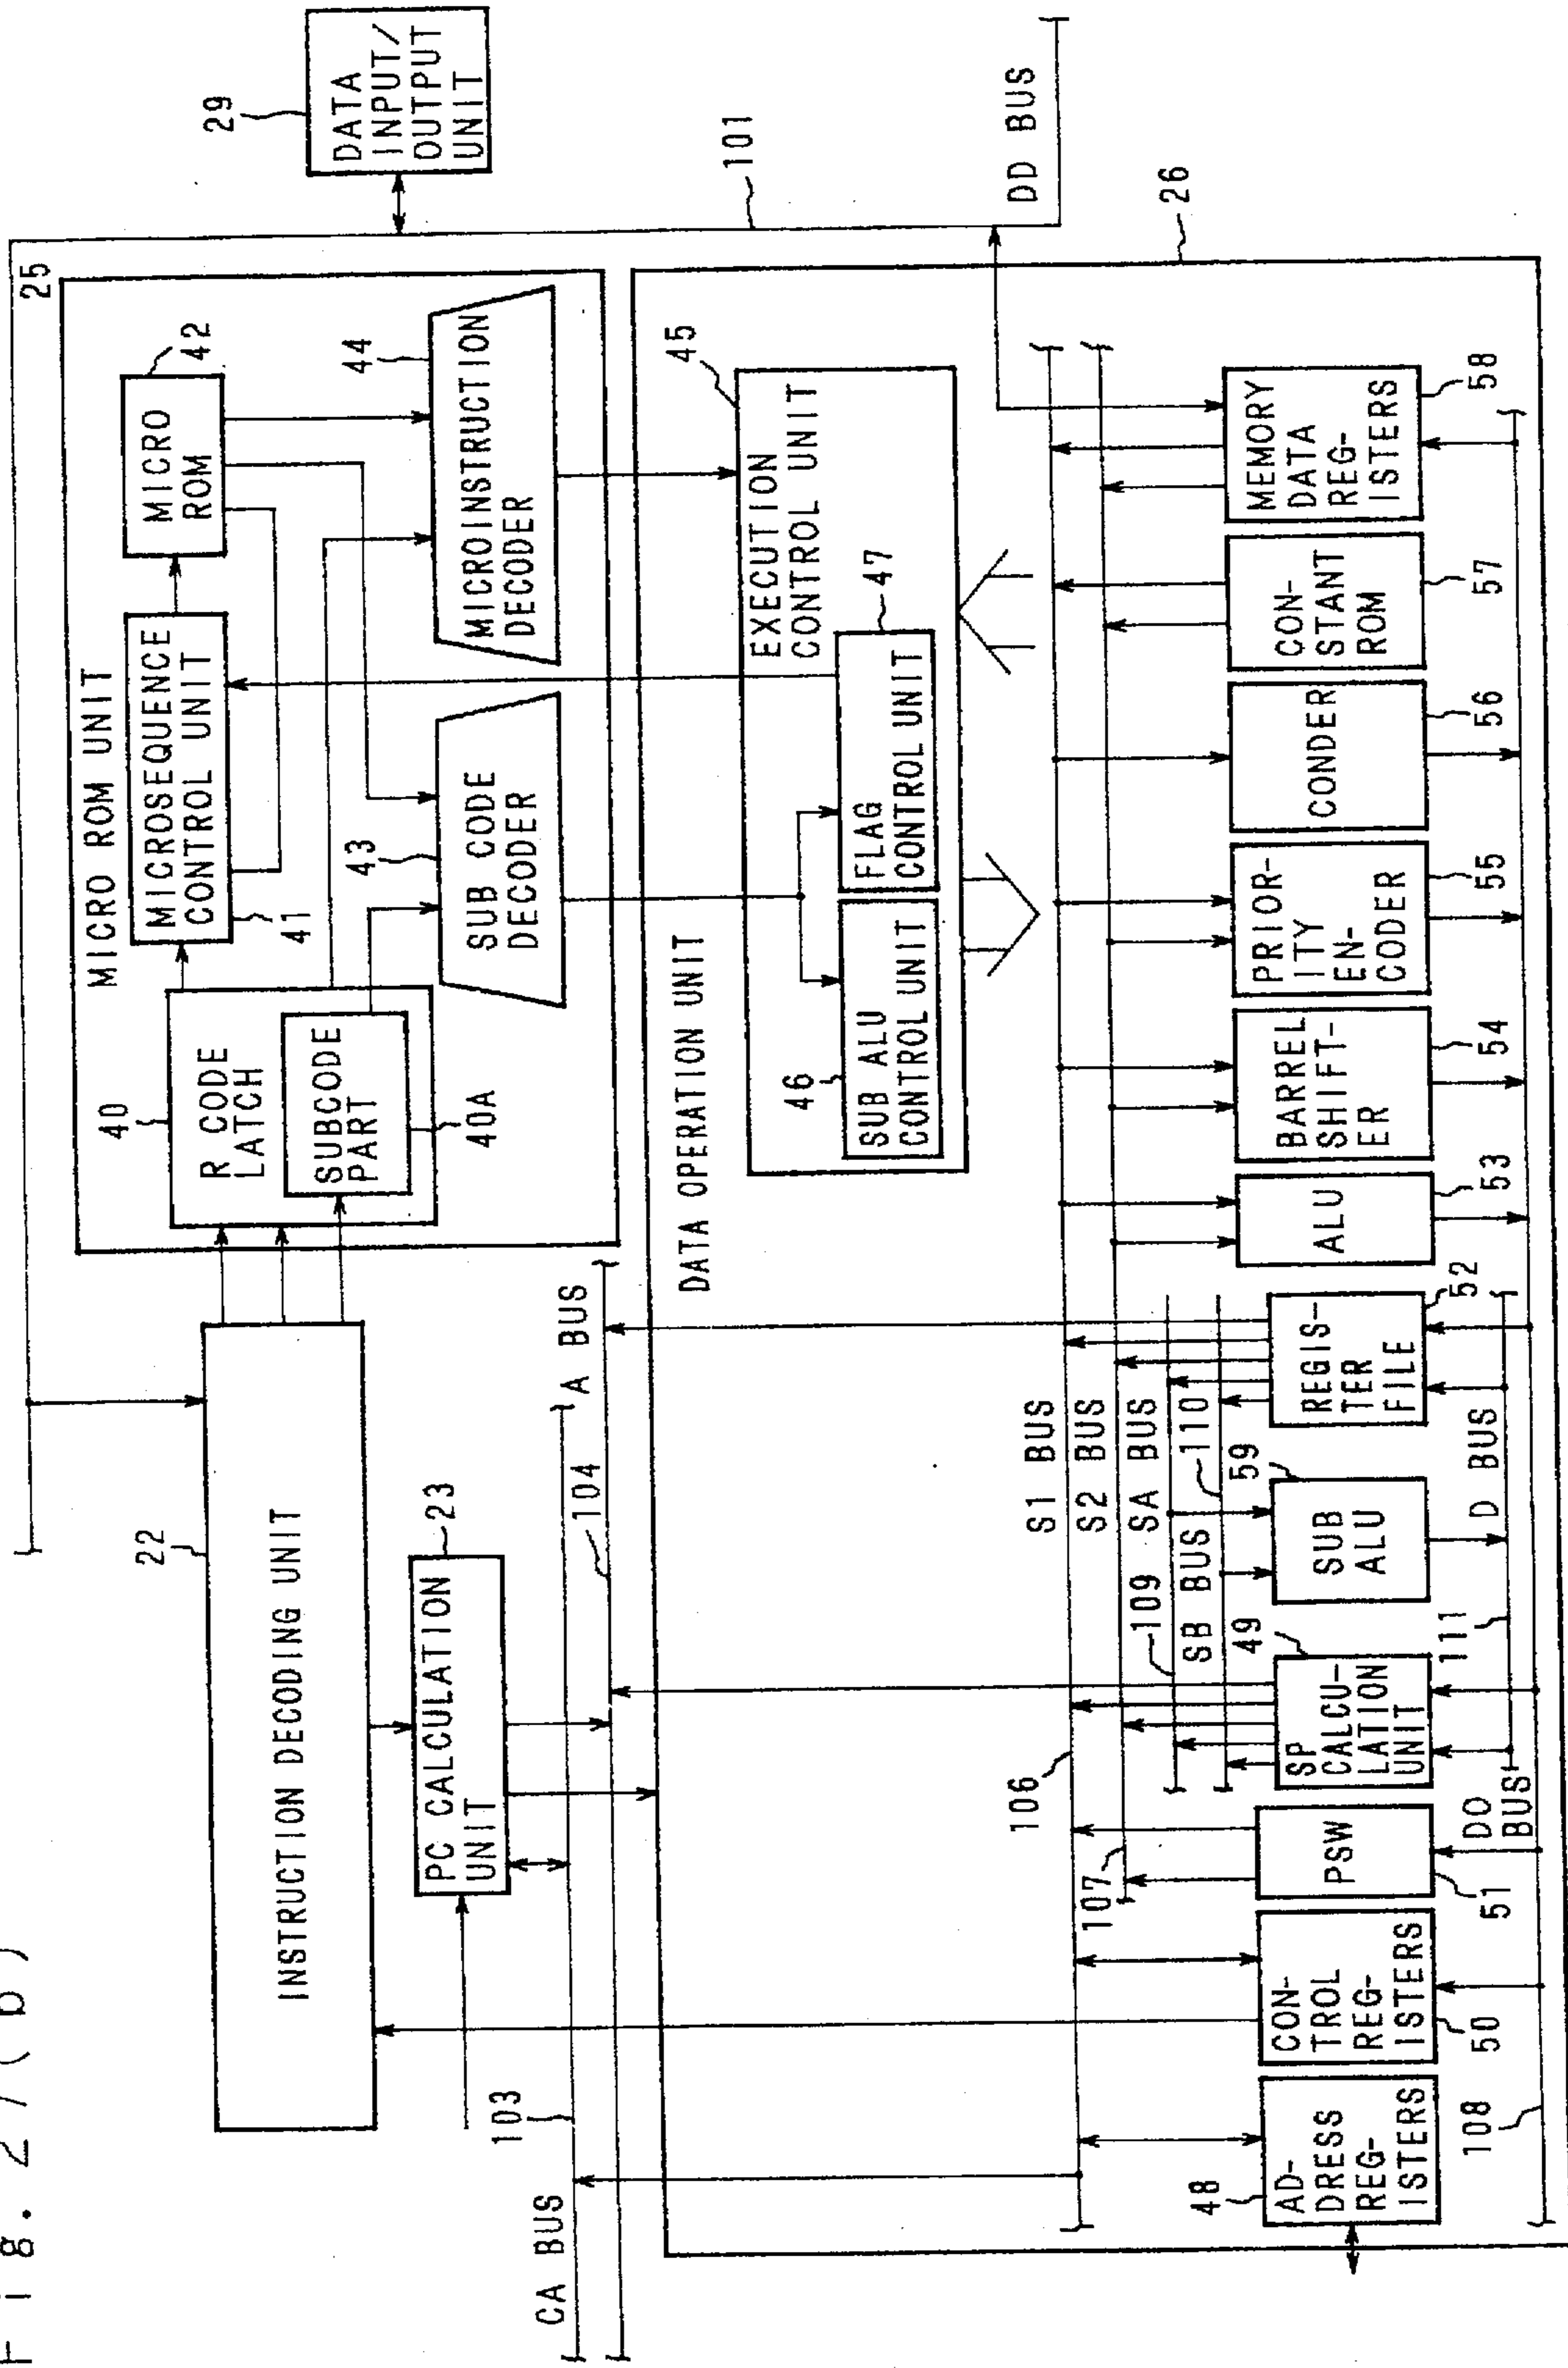 Fig. 27(b)
22
INSTRUCTION DECODING UNIT
23
PC CALCULATION
UNIT
103
CA BUS
104
A BUS
25
MICRO ROM UNIT
40
R CODE
LATCH
SUBCODE
PART
40A
41
MICROSEQUENCE
CONTROL UNIT
42
MICRO
ROM
43
SUB CODE
DECODER
44
MICROINSTRUCTION
DECODER
29
DATA
INPUT/
OUTPUT
UNIT
101
DD BUS
26
DATA OPERATION UNIT
45
EXECUTION
CONTROL UNIT
46
SUB ALU
CONTROL UNIT
47
FLAG
CONTROL UNIT
106
S1 BUS
107
S2 BUS
109
SA BUS
SB BUS
110
48
AD-
DRESS
REG-
ISTERS
50
CON-
TROL
REG-
ISTERS
51
PSW
DO
BUS
49
SP
CALCU-
LATION
UNIT
111
59
SUB
ALU
D BUS
52
REGIS-
TER
FILE
53
ALU
54
BARREL
SHIFT-
ER
55
PRIOR-
ITY
EN-
CODER
56
CONDER
57
CON-
STANT
ROM
58
MEMORY
DATA
REG-
ISTERS
108